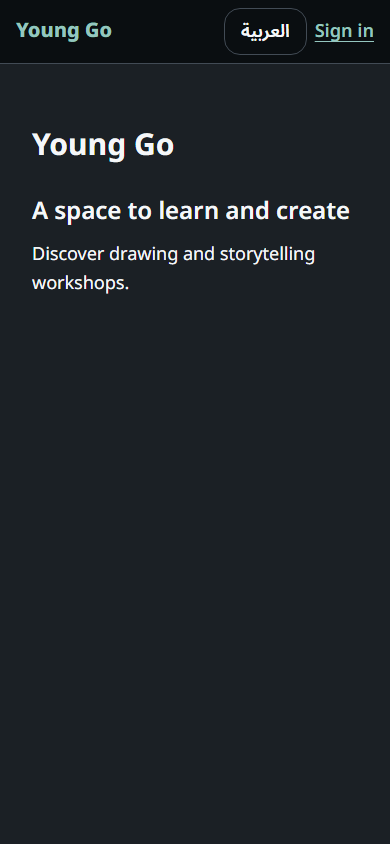 Young Go
العربية
Sign in
Young Go
A space to learn and create
Discover drawing and storytelling
workshops.